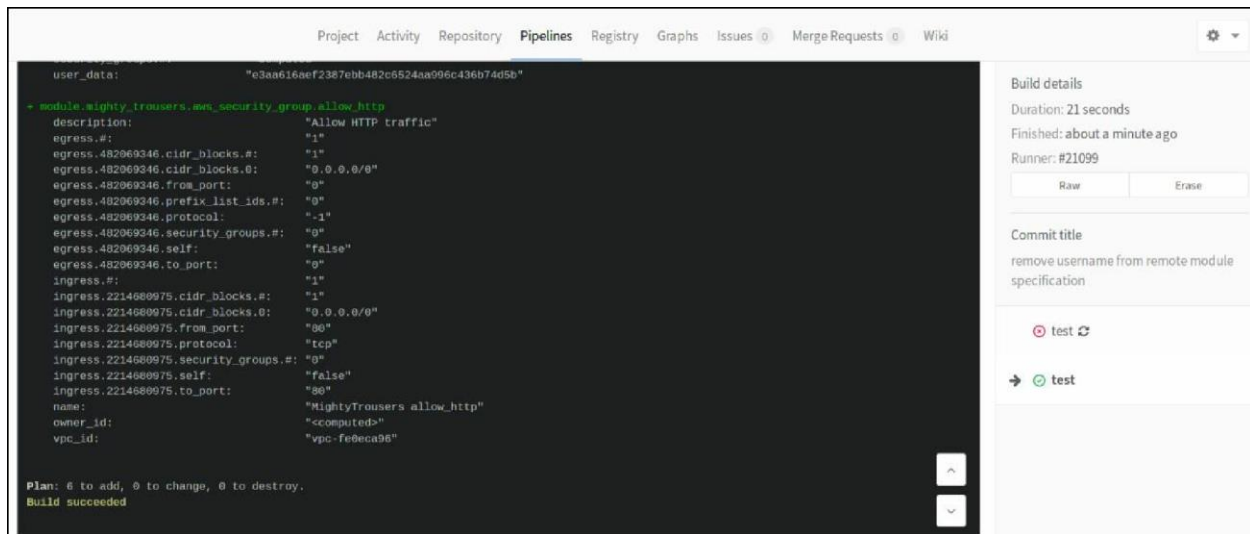 Project Activity Repository Pipelines Registry Graphs Issues 0 Merge Requests 0 Wiki
user_data: "e3aa616aef2387ebb482c6524aa996c436b74d5b"
+ module.mighty_trousers.aws_security_group.allow_http
description: "Allow HTTP traffic"
egress.#: "1"
egress.482069346.cidr_blocks.#: "1"
egress.482069346.cidr_blocks.0: "0.0.0.0/0"
egress.482069346.from_port: "0"
egress.482069346.prefix_list_ids.#: "0"
egress.482069346.protocol: "-1"
egress.482069346.security_groups.#: "0"
egress.482069346.self: "false"
egress.482069346.to_port: "0"
ingress.#: "1"
ingress.2214680975.cidr_blocks.#: "1"
ingress.2214680975.cidr_blocks.0: "0.0.0.0/0"
ingress.2214680975.from_port: "80"
ingress.2214680975.protocol: "tcp"
ingress.2214680975.security_groups.#: "0"
ingress.2214680975.self: "false"
ingress.2214680975.to_port: "80"
name: "MightyTrousers allow_http"
owner_id: "<computed>"
vpc_id: "vpc-fe0eca96"
Plan: 6 to add, 0 to change, 0 to destroy.
Build succeeded
Build details
Duration: 21 seconds
Finished: about a minute ago
Runner: #21099
Raw Erase
Commit title
remove username from remote module
specification
test
test